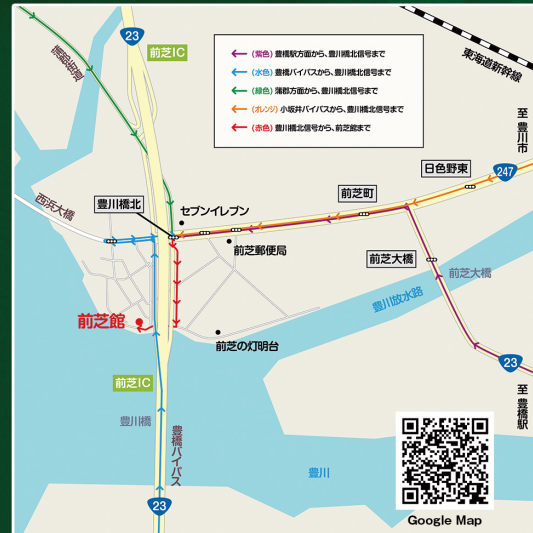 23
前芝IC
蒲郡街道
(紫色) 豊橋駅方面から、豊川橋北信号まで
(水色) 豊橋バイパスから、豊川橋北信号まで
(緑色) 蒲郡方面から、豊川橋北信号まで
(オレンジ) 小坂井バイパスから、豊川橋北信号まで
(赤色) 豊川橋北信号から、前芝館まで
東海道新幹線
至 豊川市
日色野東
247
前芝町
西浜大橋
豊川橋北
セブンイレブン
前芝郵便局
前芝大橋
前芝大橋
豊川放水路
前芝館
前芝の灯明台
23
前芝IC
至 豊橋駅
豊川橋
豊橋バイパス
豊川
23
Google Map